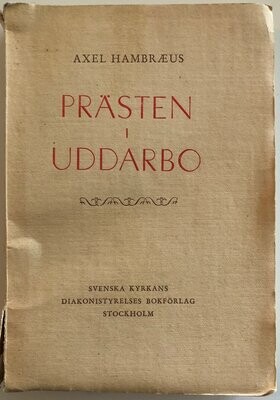 AXEL HAMBRÆUS
PRÄSTEN
I
UDDARBO
SVENSKA KYRKANS
DIAKONISTYRELSES BOKFÖRLAG
STOCKHOLM